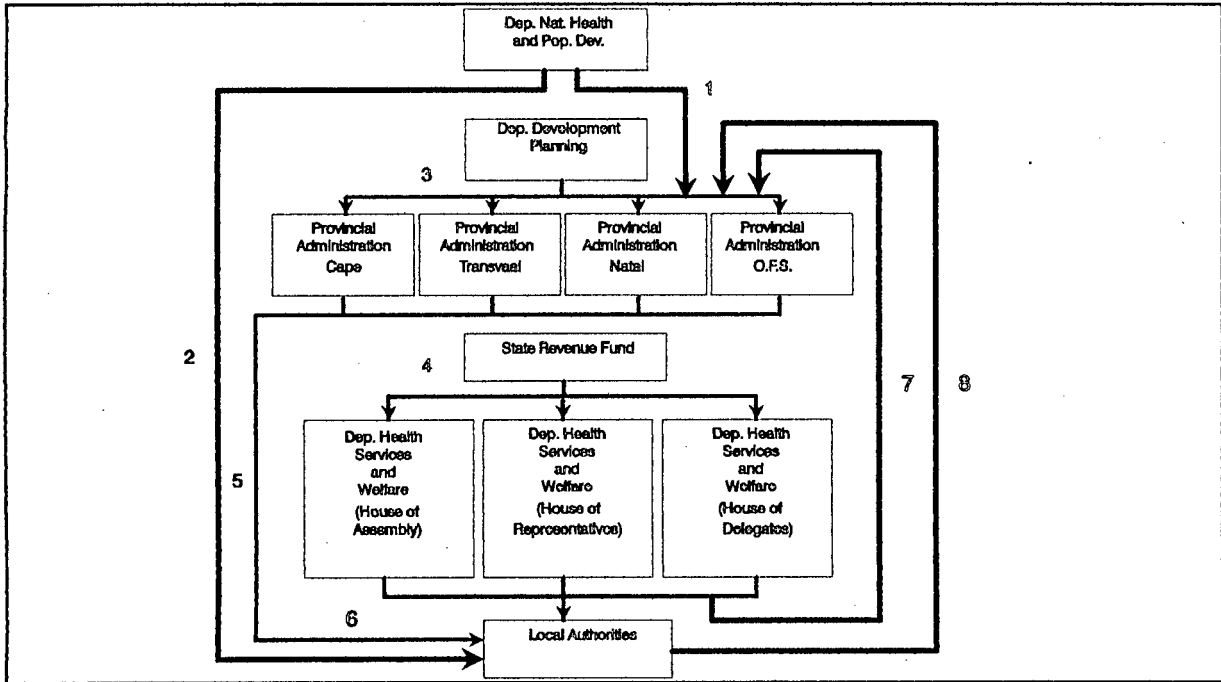 Dep. Nat. Health
and Pop. Dev.
1
Dep. Development
Planning
3
Provincial
Administration
Cape
Provincial
Administration
Transvaal
Provincial
Administration
Natal
Provincial
Administration
O.F.S.
2
State Revenue Fund
4
7
8
Dep. Health
Services
and
Welfare
(House of
Assembly)
Dep. Health
Services
and
Welfare
(House of
Representatives)
Dep. Health
Services
and
Welfare
(House of
Delegates)
5
6
Local Authorities